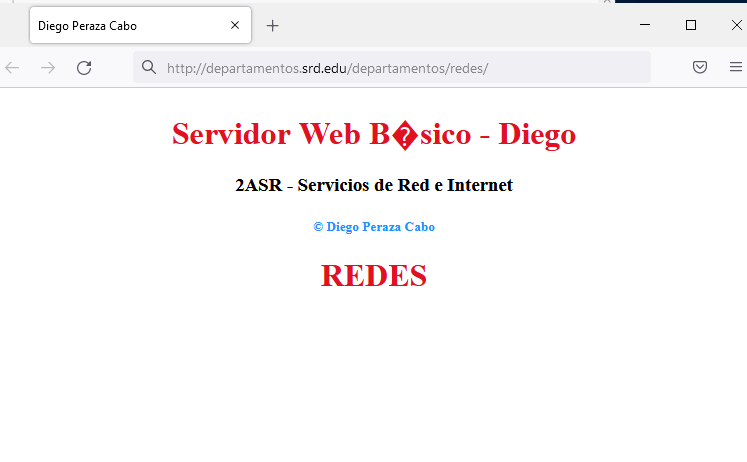 Diego Peraza Cabo
http://departamentos.srd.edu/departamentos/redes/
Servidor Web B�sico - Diego
2ASR - Servicios de Red e Internet
© Diego Peraza Cabo
REDES